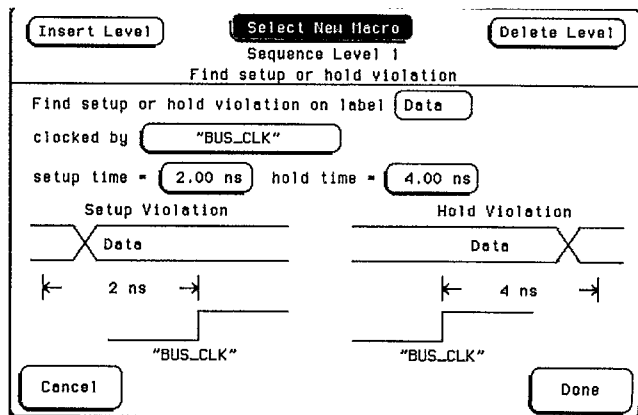 Insert Level Select New Macro Delete Level
Sequence Level 1
Find setup or hold violation
Find setup or hold violation on label Data
clocked by "BUS_CLK"
setup time = 2.00 ns hold time = 4.00 ns
Setup Violation Hold Violation
Data Data
2 ns 4 ns
"BUS_CLK" "BUS_CLK"
Cancel Done